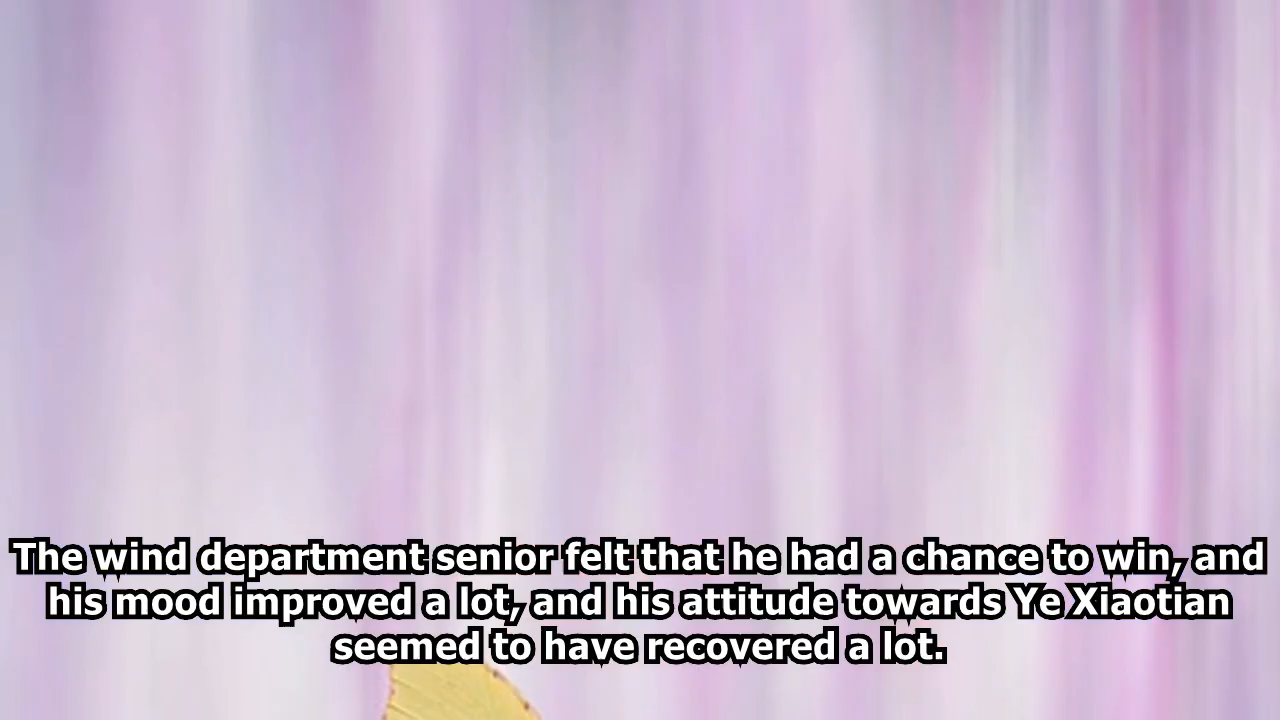 The wind department senior felt that he had a chance to win, and
his mood improved a lot, and his attitude towards Ye Xiaotian
seemed to have recovered a lot.